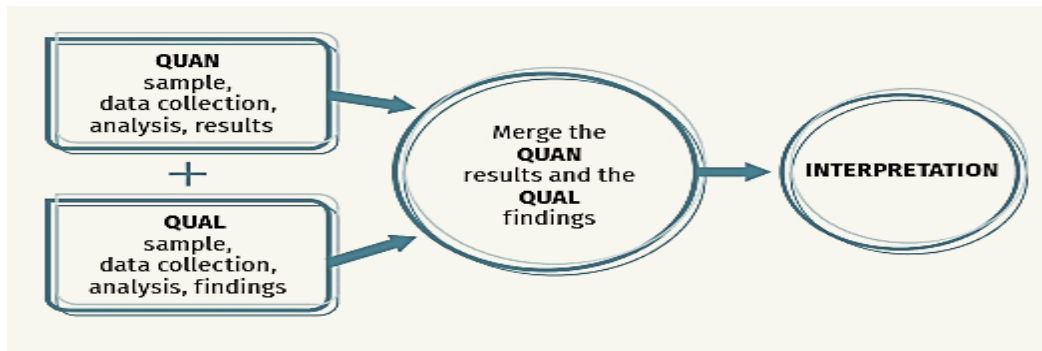 QUAN
sample,
data collection,
analysis, results
+
QUAL
sample,
data collection,
analysis, findings
Merge the
QUAN
results and the
QUAL
findings
INTERPRETATION